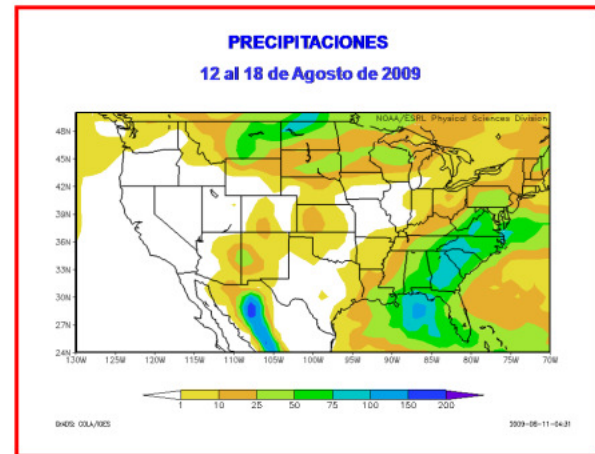 PRECIPITACIONES
12 al 18 de Agosto de 2009
NOAA/ESRL Physical Sciences Division
48N
45N
42N
39N
36N
33N
30N
27N
24N
130W 125W 120W 115W 110W 105W 100W 95W 90W 85W 80W 75W 70W
1 10 25 50 75 100 150 200
GrADS: COLA/IGES 2009-08-11-04:31